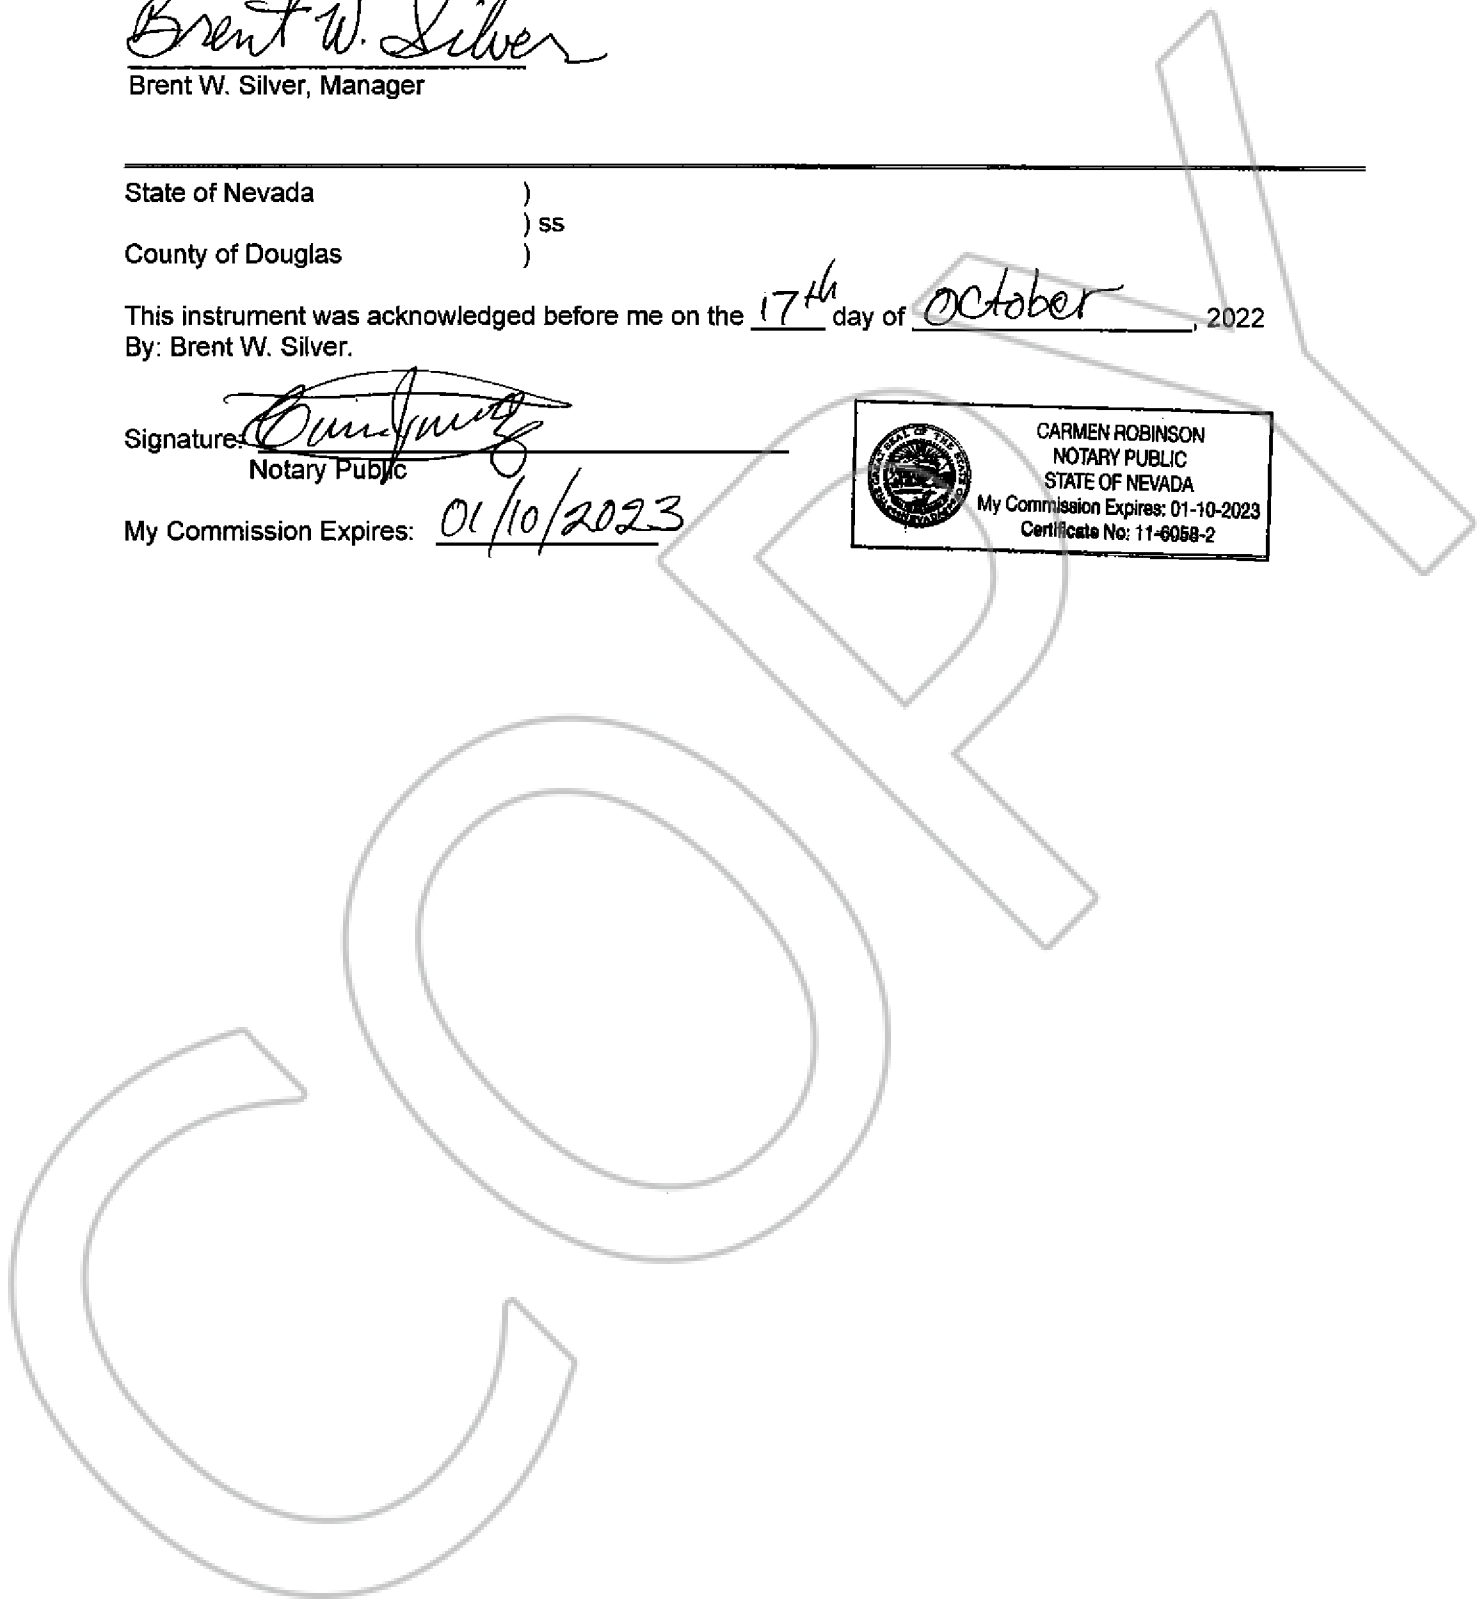 Brent W. Silver
Brent W. Silver, Manager
State of Nevada )
) ss
County of Douglas )
This instrument was acknowledged before me on the 17th day of October, 2022
By: Brent W. Silver.
Signature:
Notary Public
My Commission Expires: 01/10/2023
CARMEN ROBINSON
NOTARY PUBLIC
STATE OF NEVADA
My Commission Expires: 01-10-2023
Certificate No: 11-6058-2
COPY